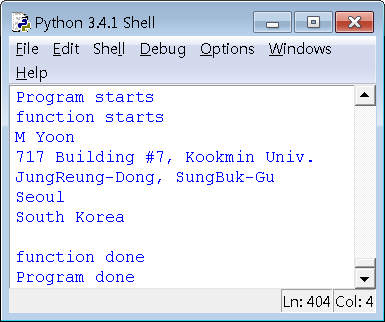 Python 3.4.1 Shell
File Edit Shell Debug Options Windows
Help
Program starts
function starts
M Yoon
717 Building #7, Kookmin Univ.
JungReung-Dong, SungBuk-Gu
Seoul
South Korea
function done
Program done
Ln: 404 Col: 4